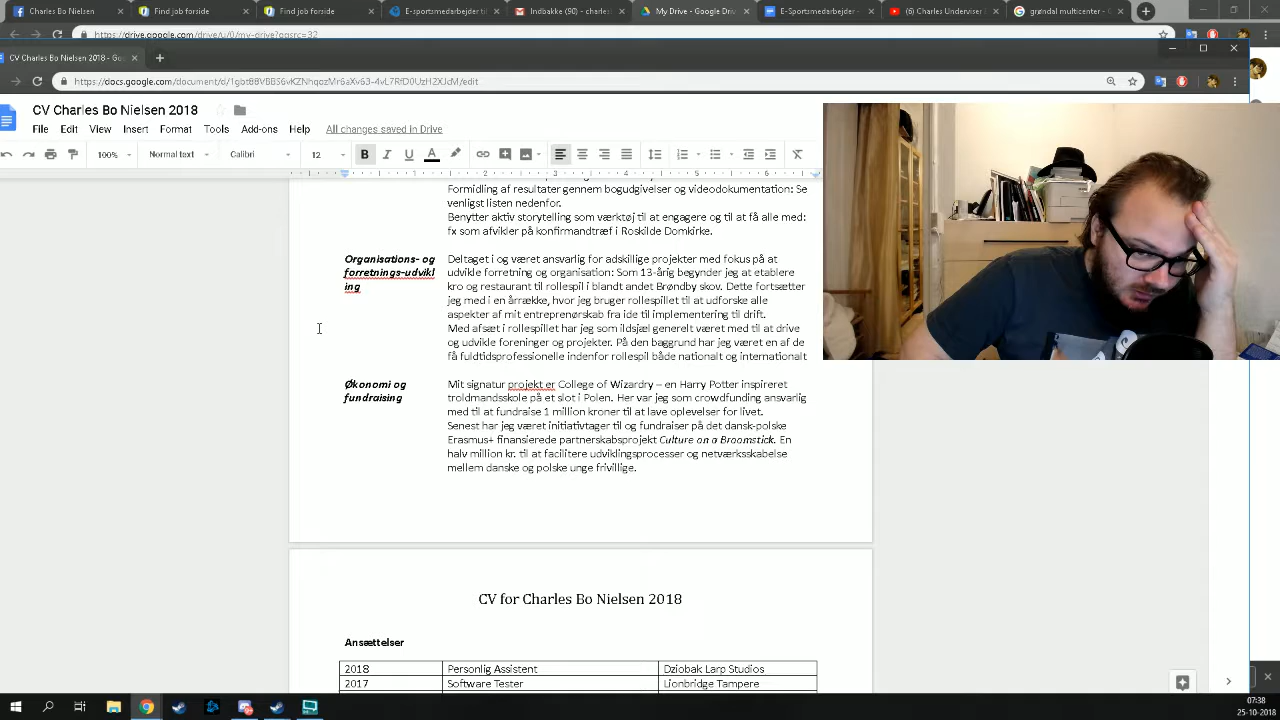 Charles Bo Nielsen
Find job forside
Find job forside
E-sportsmedarbejder ti
Indbakke (90) - charles
My Drive - Google Driv
E-Sportsmedarbejder -
(6) Charles Underviser
grøndal multicenter - G
https://drive.google.com/drive/u/0/my-drive?ogsrc=32
CV Charles Bo Nielsen 2018 - Go
CV Charles Bo Nielsen 2018
File Edit View Insert Format Tools Add-ons Help All changes saved in Drive
100% Normal text Calibri 12 B I U A
Formidling af resultater gennem bogudgivelser og videodokumentation: Se
venligst listen nedenfor.
Benytter aktiv storytelling som værktøj til at engagere og til at få alle med:
fx som afvikler på konfirmandtræf i Roskilde Domkirke.
Organisations- og
forretnings-udvikl
ing
Deltaget i og været ansvarlig for adskillige projekter med fokus på at
udvikle forretning og organisation: Som 13-årig begynder jeg at etablere
kro og restaurant til rollespil i blandt andet Brøndby skov. Dette fortsætter
jeg med i en årrække, hvor jeg bruger rollespillet til at udforske alle
aspekter af mit entreprenørskab fra ide til implementering til drift.
Med afsæt i rollespillet har jeg som ildsjæl generelt været med til at drive
og udvikle foreninger og projekter. På den baggrund har jeg været en af de
få fuldtidsprofessionelle indenfor rollespil både nationalt og internationalt
Økonomi og
fundraising
Mit signatur projekt er College of Wizardry – en Harry Potter inspireret
troldmandsskole på et slot i Polen. Her var jeg som crowdfunding ansvarlig
med til at fundraise 1 million kroner til at lave oplevelser for livet.
Senest har jeg været initiativtager til og fundraiser på det dansk-polske
Erasmus+ finansierede partnerskabsprojekt Culture on a Broomstick. En
halv million kr. til at facilitere udviklingsprocesser og netværksskabelse
mellem danske og polske unge frivillige.
CV for Charles Bo Nielsen 2018
Ansættelser
2018 Personlig Assistent Dziobak Larp Studios
2017 Software Tester Lionbridge Tampere
07:38
25-10-2018